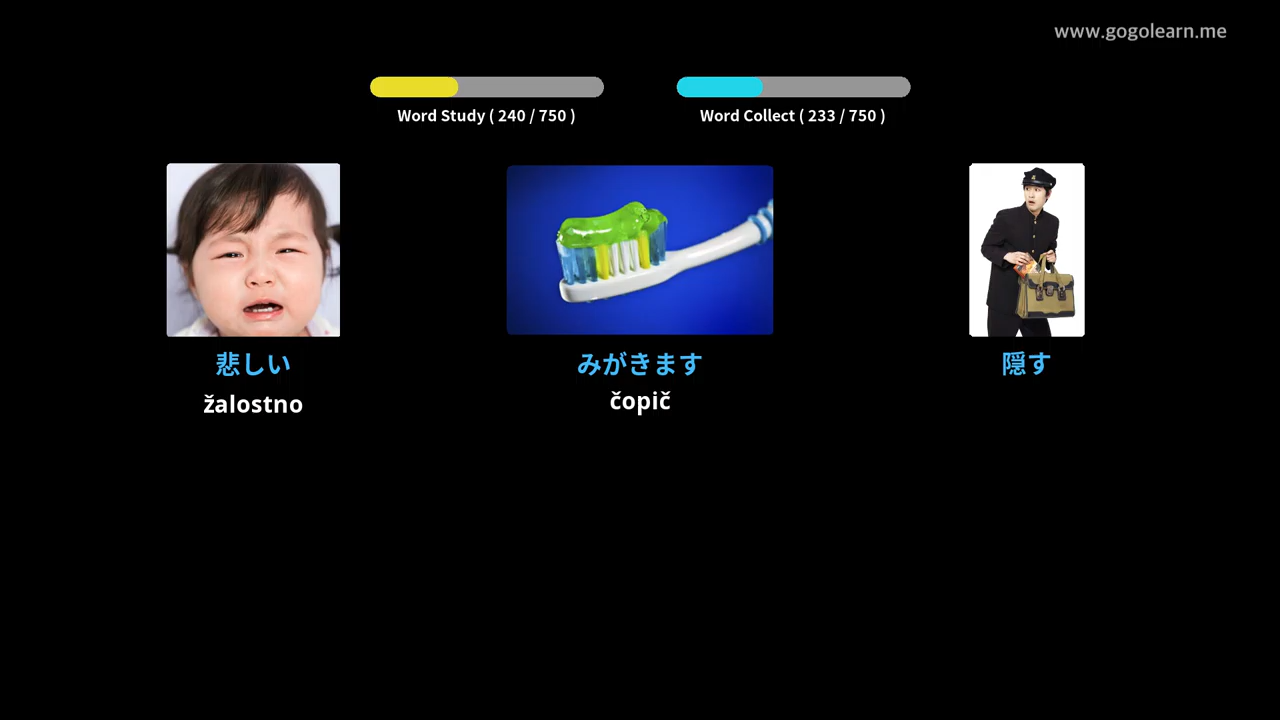 www.gogolearn.me
Word Study ( 240 / 750 )
Word Collect ( 233 / 750 )
悲しい
みがきます
隠す
žalostno
čopič